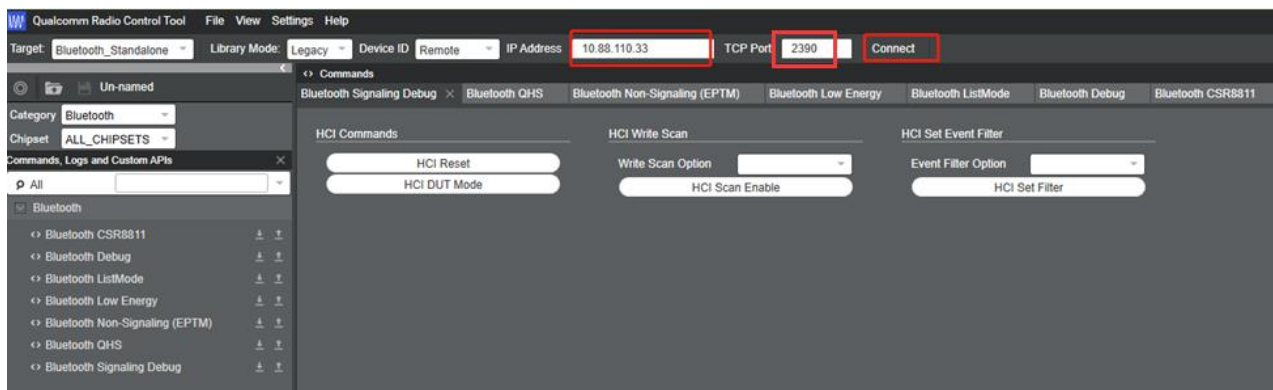 Qualcomm Radio Control Tool File View Settings Help
Target: Bluetooth_Standalone Library Mode: Legacy Device ID Remote IP Address 10.88.110.33 TCP Port 2390 Connect
Un-named
Category Bluetooth
Chipset ALL_CHIPSETS
Commands, Logs and Custom APIs
All
Bluetooth
Bluetooth CSR8811
Bluetooth Debug
Bluetooth ListMode
Bluetooth Low Energy
Bluetooth Non-Signaling (EPTM)
Bluetooth QHS
Bluetooth Signaling Debug
Commands
Bluetooth Signaling Debug Bluetooth QHS Bluetooth Non-Signaling (EPTM) Bluetooth Low Energy Bluetooth ListMode Bluetooth Debug Bluetooth CSR8811
HCI Commands
HCI Reset
HCI DUT Mode
HCI Write Scan
Write Scan Option
HCI Scan Enable
HCI Set Event Filter
Event Filter Option
HCI Set Filter